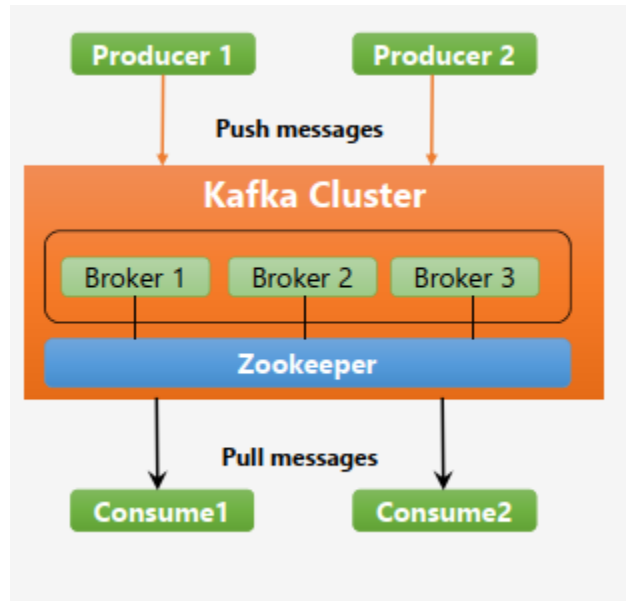 Producer 1 Producer 2
Push messages
Kafka Cluster
Broker 1 Broker 2 Broker 3
Zookeeper
Pull messages
Consume1 Consume2